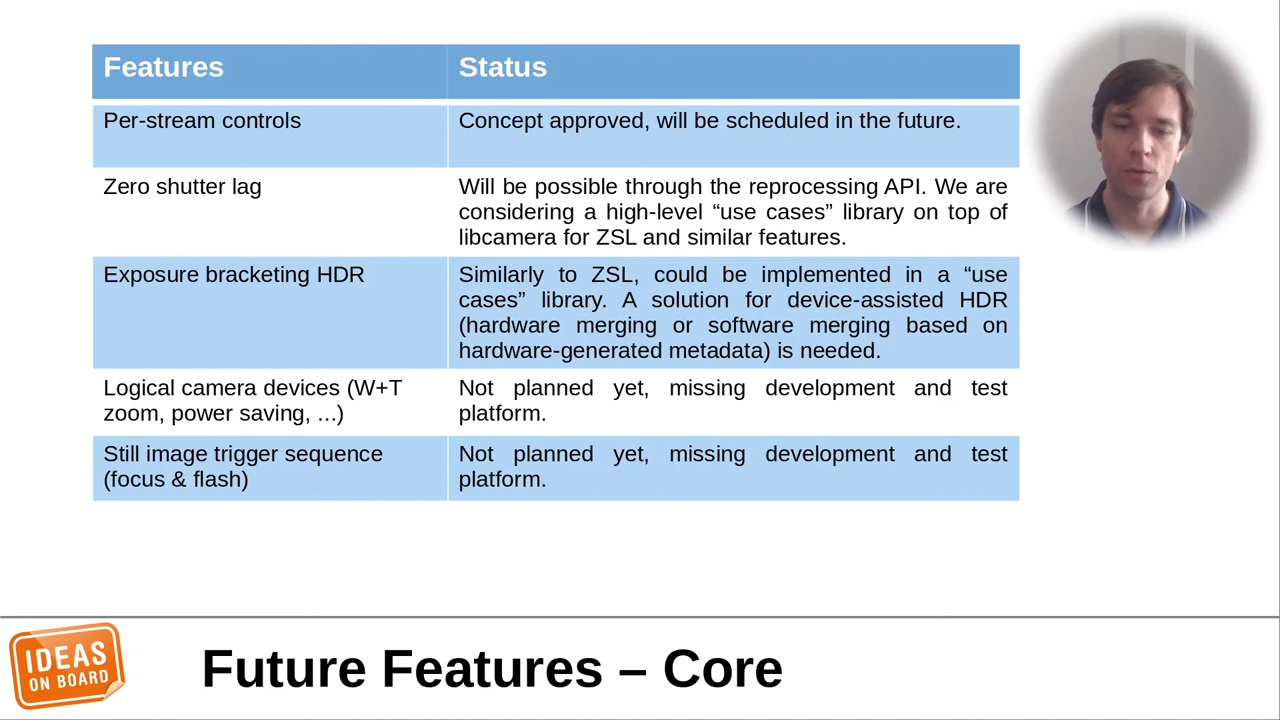 Features
Status
Per-stream controls
Concept approved, will be scheduled in the future.
Zero shutter lag
Will be possible through the reprocessing API. We are
considering a high-level “use cases” library on top of
libcamera for ZSL and similar features.
Exposure bracketing HDR
Similarly to ZSL, could be implemented in a “use
cases” library. A solution for device-assisted HDR
(hardware merging or software merging based on
hardware-generated metadata) is needed.
Logical camera devices (W+T
zoom, power saving, ...)
Not planned yet, missing development and test
platform.
Still image trigger sequence
(focus & flash)
Not planned yet, missing development and test
platform.
IDEAS
ON BOARD
Future Features – Core